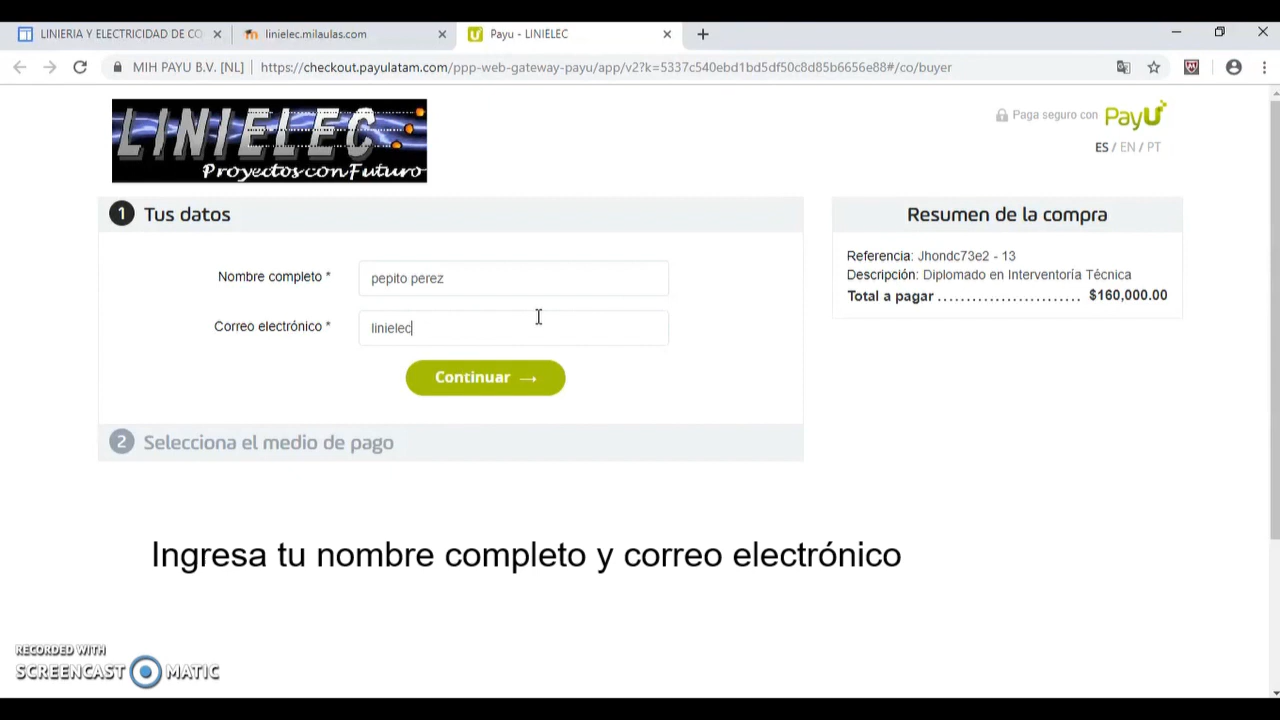 LINIERIA Y ELECTRICIDAD DE CO
linielec.milaulas.com
Payu - LINIELEC
MIH PAYU B.V. [NL]
https://checkout.payulatam.com/ppp-web-gateway-payu/app/v2?k=5337c540ebd1bd5df50c8d85b6656e88#/co/buyer
LINIELEC
Proyectos con Futuro
Paga seguro con PayU
ES / EN / PT
1 Tus datos
Nombre completo * pepito perez
Correo electrónico * linielec
Continuar →
2 Selecciona el medio de pago
Resumen de la compra
Referencia: Jhondc73e2 - 13
Descripción: Diplomado en Interventoría Técnica
Total a pagar ........................ $160,000.00
Ingresa tu nombre completo y correo electrónico
RECORDED WITH
SCREENCAST MATIC